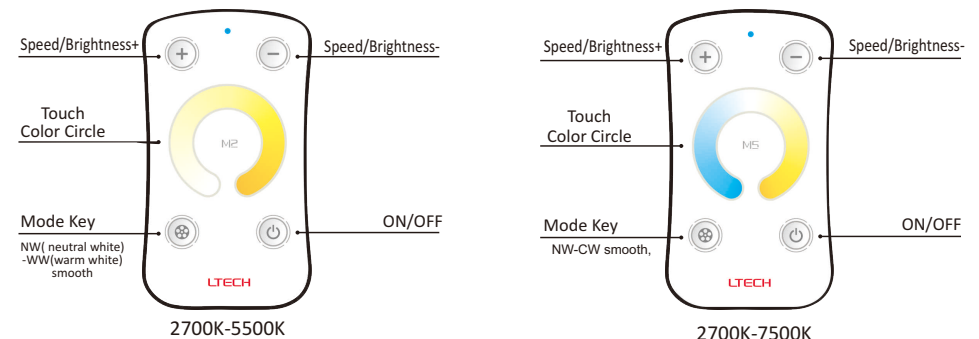 Speed/Brightness+
Speed/Brightness-
Touch
Color Circle
M2
Mode Key
NW( neutral white)
-WW(warm white)
smooth
ON/OFF
LTECH
2700K-5500K
Speed/Brightness+
Speed/Brightness-
Touch
Color Circle
M5
Mode Key
NW-CW smooth,
ON/OFF
LTECH
2700K-7500K